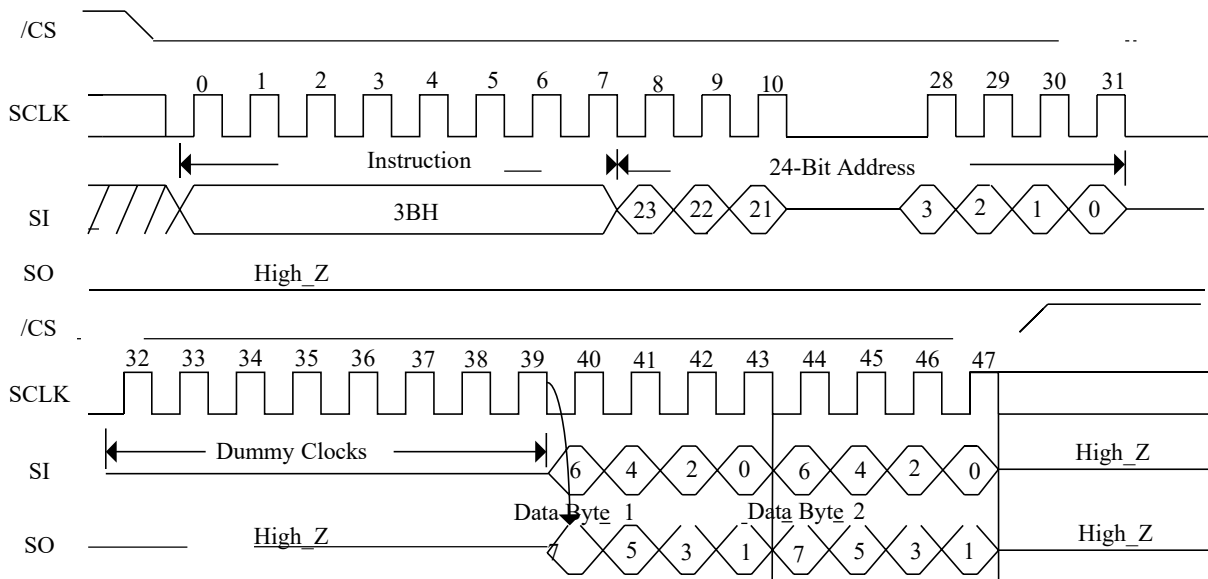 /CS
0 1 2 3 4 5 6 7 8 9 10 28 29 30 31
SCLK
Instruction 24-Bit Address
SI 3BH 23 22 21 3 2 1 0
SO High_Z
/CS
32 33 34 35 36 37 38 39 40 41 42 43 44 45 46 47
SCLK
Dummy Clocks
SI 6 4 2 0 6 4 2 0 High_Z
Data Byte 1 Data Byte 2
SO High_Z 7 5 3 1 7 5 3 1 High_Z